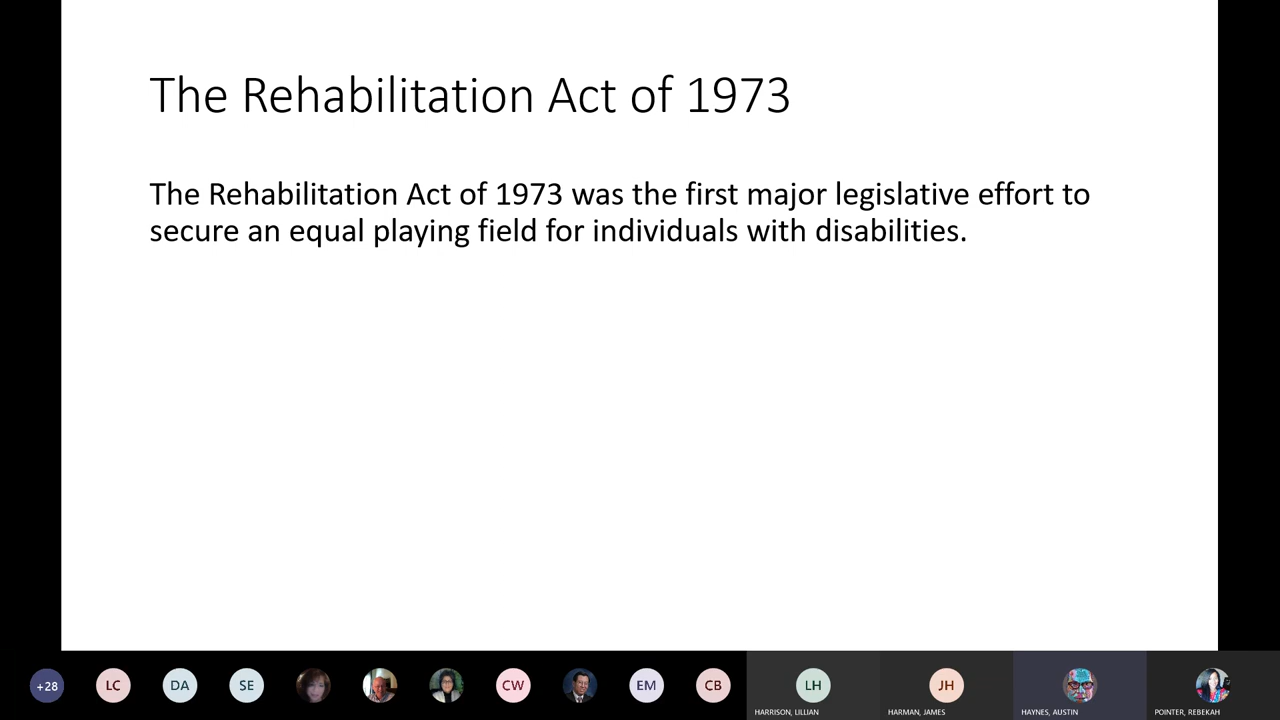 The Rehabilitation Act of 1973
The Rehabilitation Act of 1973 was the first major legislative effort to
secure an equal playing field for individuals with disabilities.
+28
LC
DA
SE
CW
EM
CB
LH
JH
HARRISON, LILLIAN
HARMAN, JAMES
HAYNES, AUSTIN
POINTER, REBEKAH